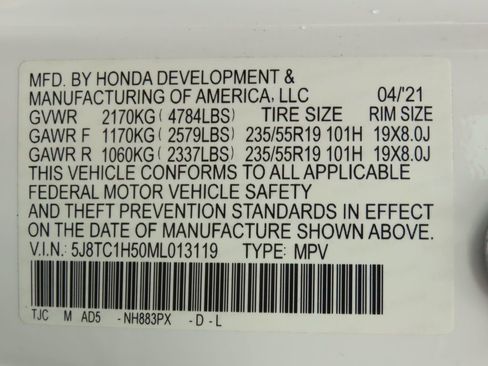 MFD. BY HONDA DEVELOPMENT &
MANUFACTURING OF AMERICA, LLC 04/'21
GVWR 2170KG(4784LBS) TIRE SIZE RIM SIZE
GAWR F 1170KG(2579LBS) 235/55R19 101H 19X8.0J
GAWR R 1060KG(2337LBS) 235/55R19 101H 19X8.0J
THIS VEHICLE CONFORMS TO ALL APPLICABLE
FEDERAL MOTOR VEHICLE SAFETY
AND THEFT PREVENTION STANDARDS IN EFFECT
ON THE DATE OF MANUFACTURE SHOWN ABOVE.
V.I.N.: 5J8TC1H50ML013119 TYPE: MPV
TJC M AD5 -NH883PX -D-L